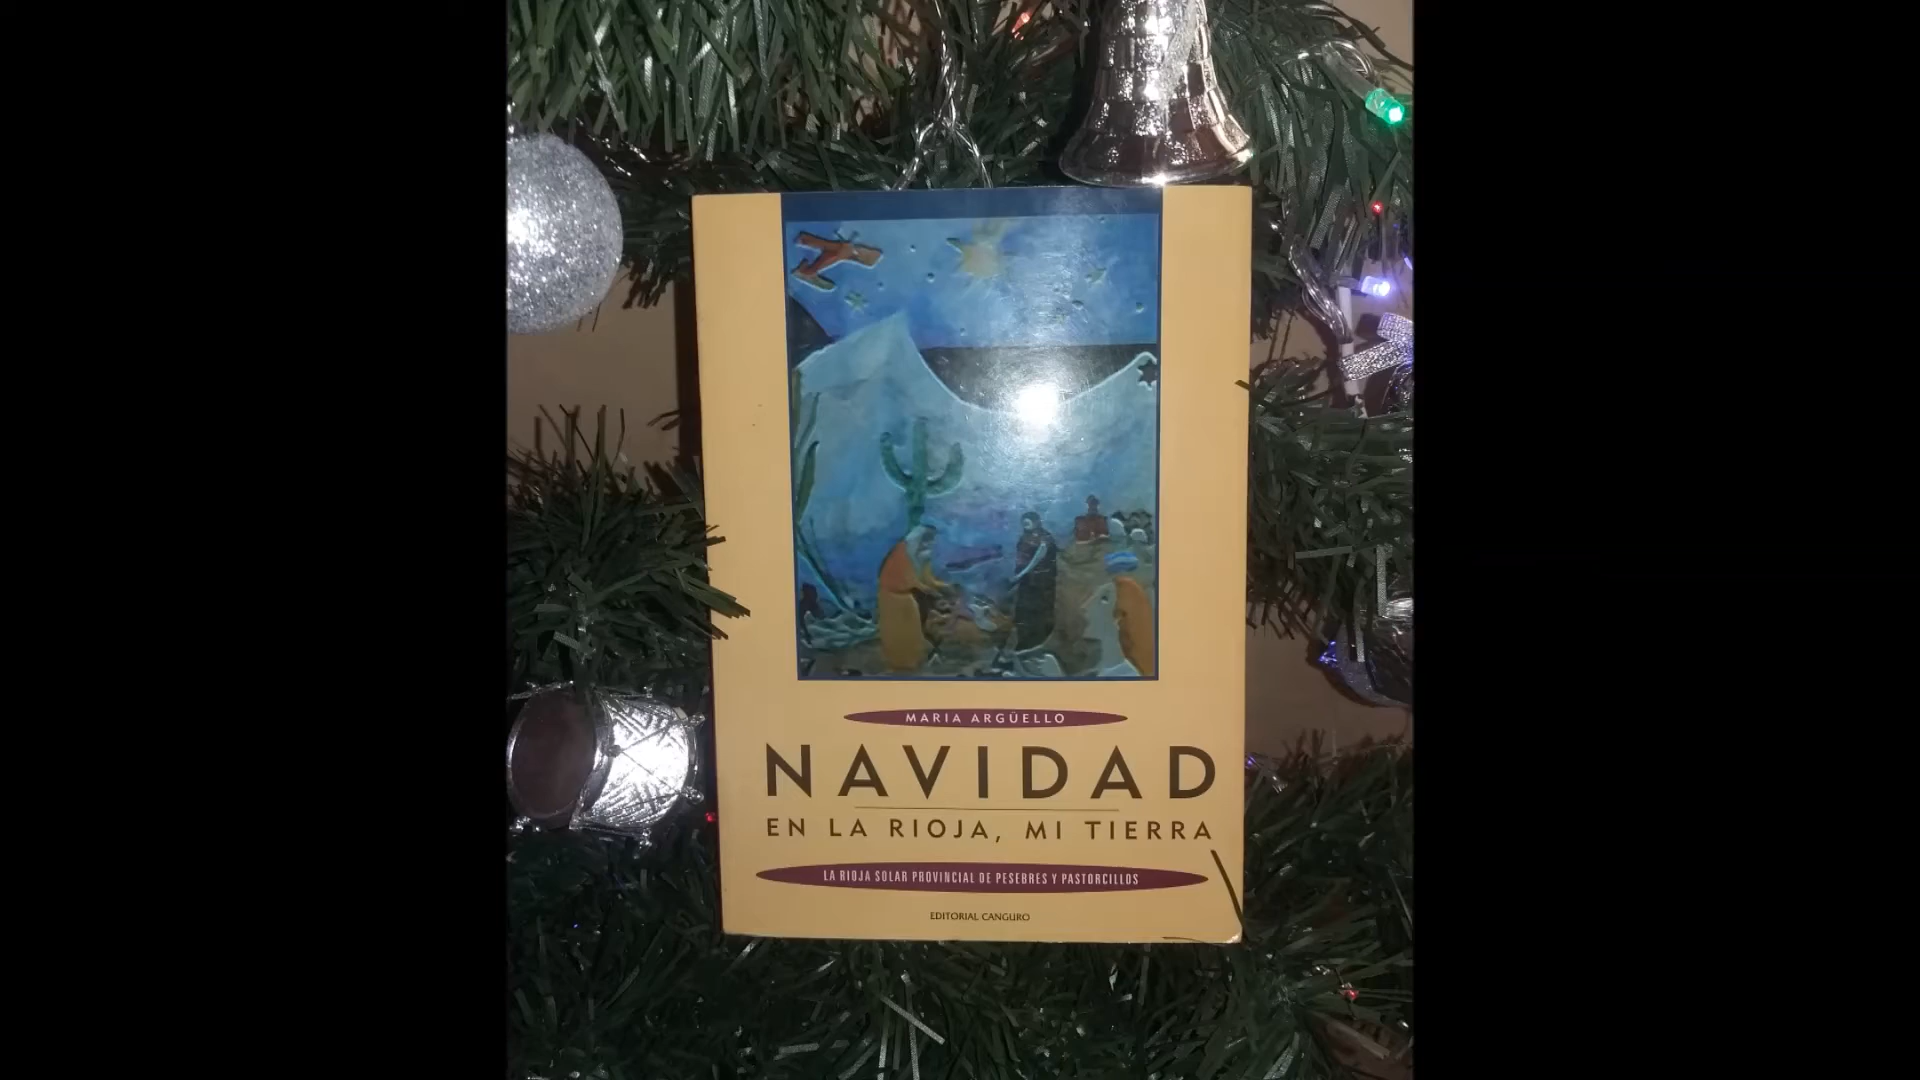 MARIA ARGÜELLO
NAVIDAD
EN LA RIOJA, MI TIERRA
LA RIOJA SOLAR PROVINCIAL DE PESEBRES Y PASTORCILLOS
EDITORIAL CANGURO